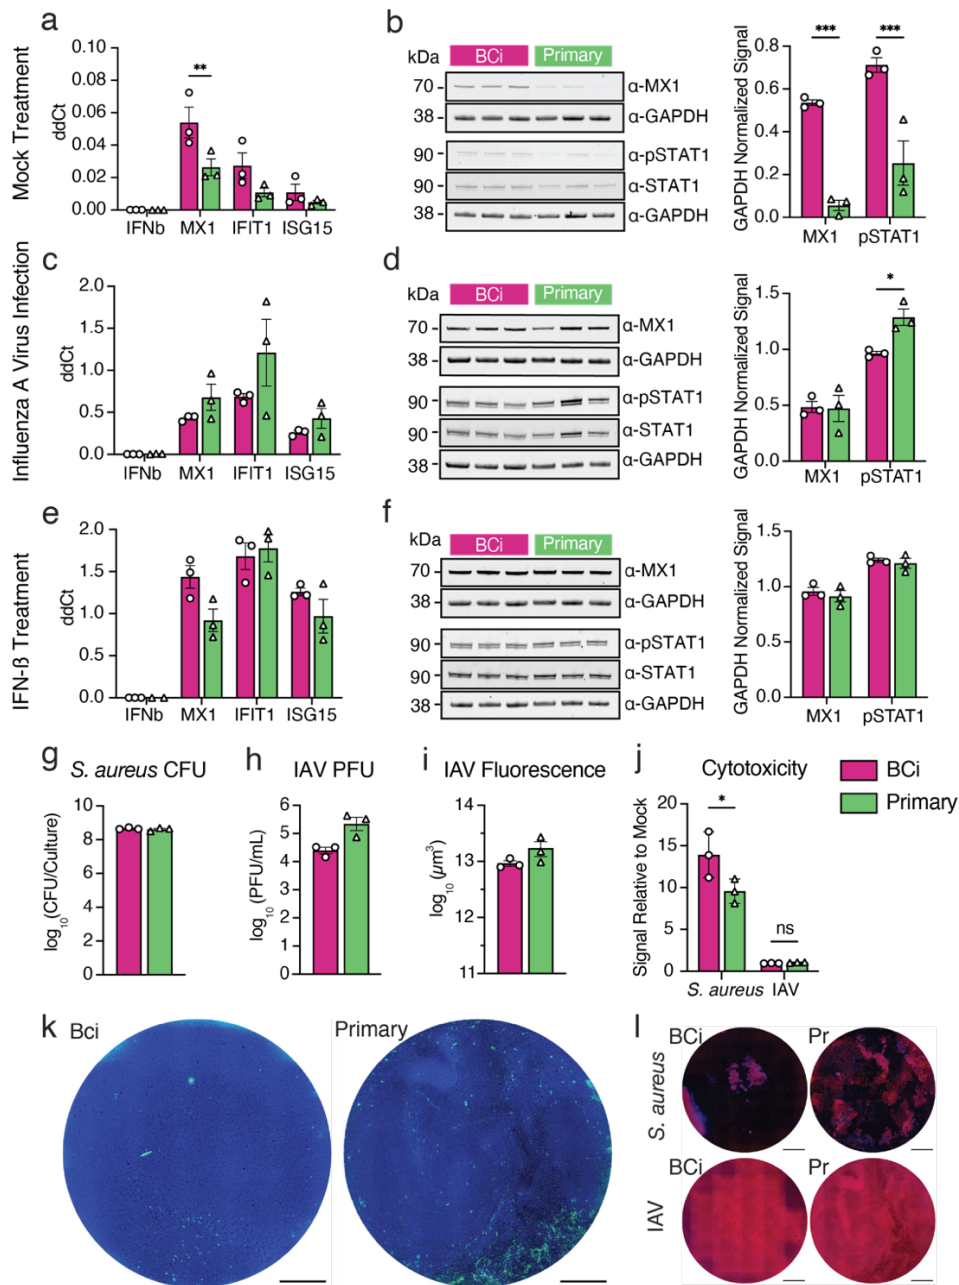 a
Mock Treatment
ddCt
0.10
0.08
0.06
0.04
0.02
0.00
**
IFNb MX1 IFIT1 ISG15
b
kDa BCi Primary
70 α-MX1
38 α-GAPDH
90 α-pSTAT1
90 α-STAT1
38 α-GAPDH
GAPDH Normalized Signal
0.8
0.6
0.4
0.2
0.0
*** ***
MX1 pSTAT1
c
Influenza A Virus Infection
ddCt
2.0
1.5
1.0
0.5
0.0
IFNb MX1 IFIT1 ISG15
d
kDa BCi Primary
70 α-MX1
38 α-GAPDH
90 α-pSTAT1
90 α-STAT1
38 α-GAPDH
GAPDH Normalized Signal
1.5
1.0
0.5
0.0
*
MX1 pSTAT1
e
IFN-ß Treatment
ddCt
2.0
1.5
1.0
0.5
0.0
IFNb MX1 IFIT1 ISG15
f
kDa BCi Primary
70 α-MX1
38 α-GAPDH
90 α-pSTAT1
90 α-STAT1
38 α-GAPDH
GAPDH Normalized Signal
1.5
1.0
0.5
0.0
MX1 pSTAT1
g
S. aureus CFU
log10(CFU/Culture)
10
8
6
4
2
0
h
IAV PFU
log10(PFU/mL)
6
5
4
3
2
1
0
i
IAV Fluorescence
log10(µm³)
14
13
12
11
j
Cytotoxicity
Signal Relative to Mock
20
15
10
5
0
*
ns
S. aureus IAV
BCi
Primary
k
Bci Primary
l
BCi Pr
S. aureus
BCi Pr
IAV